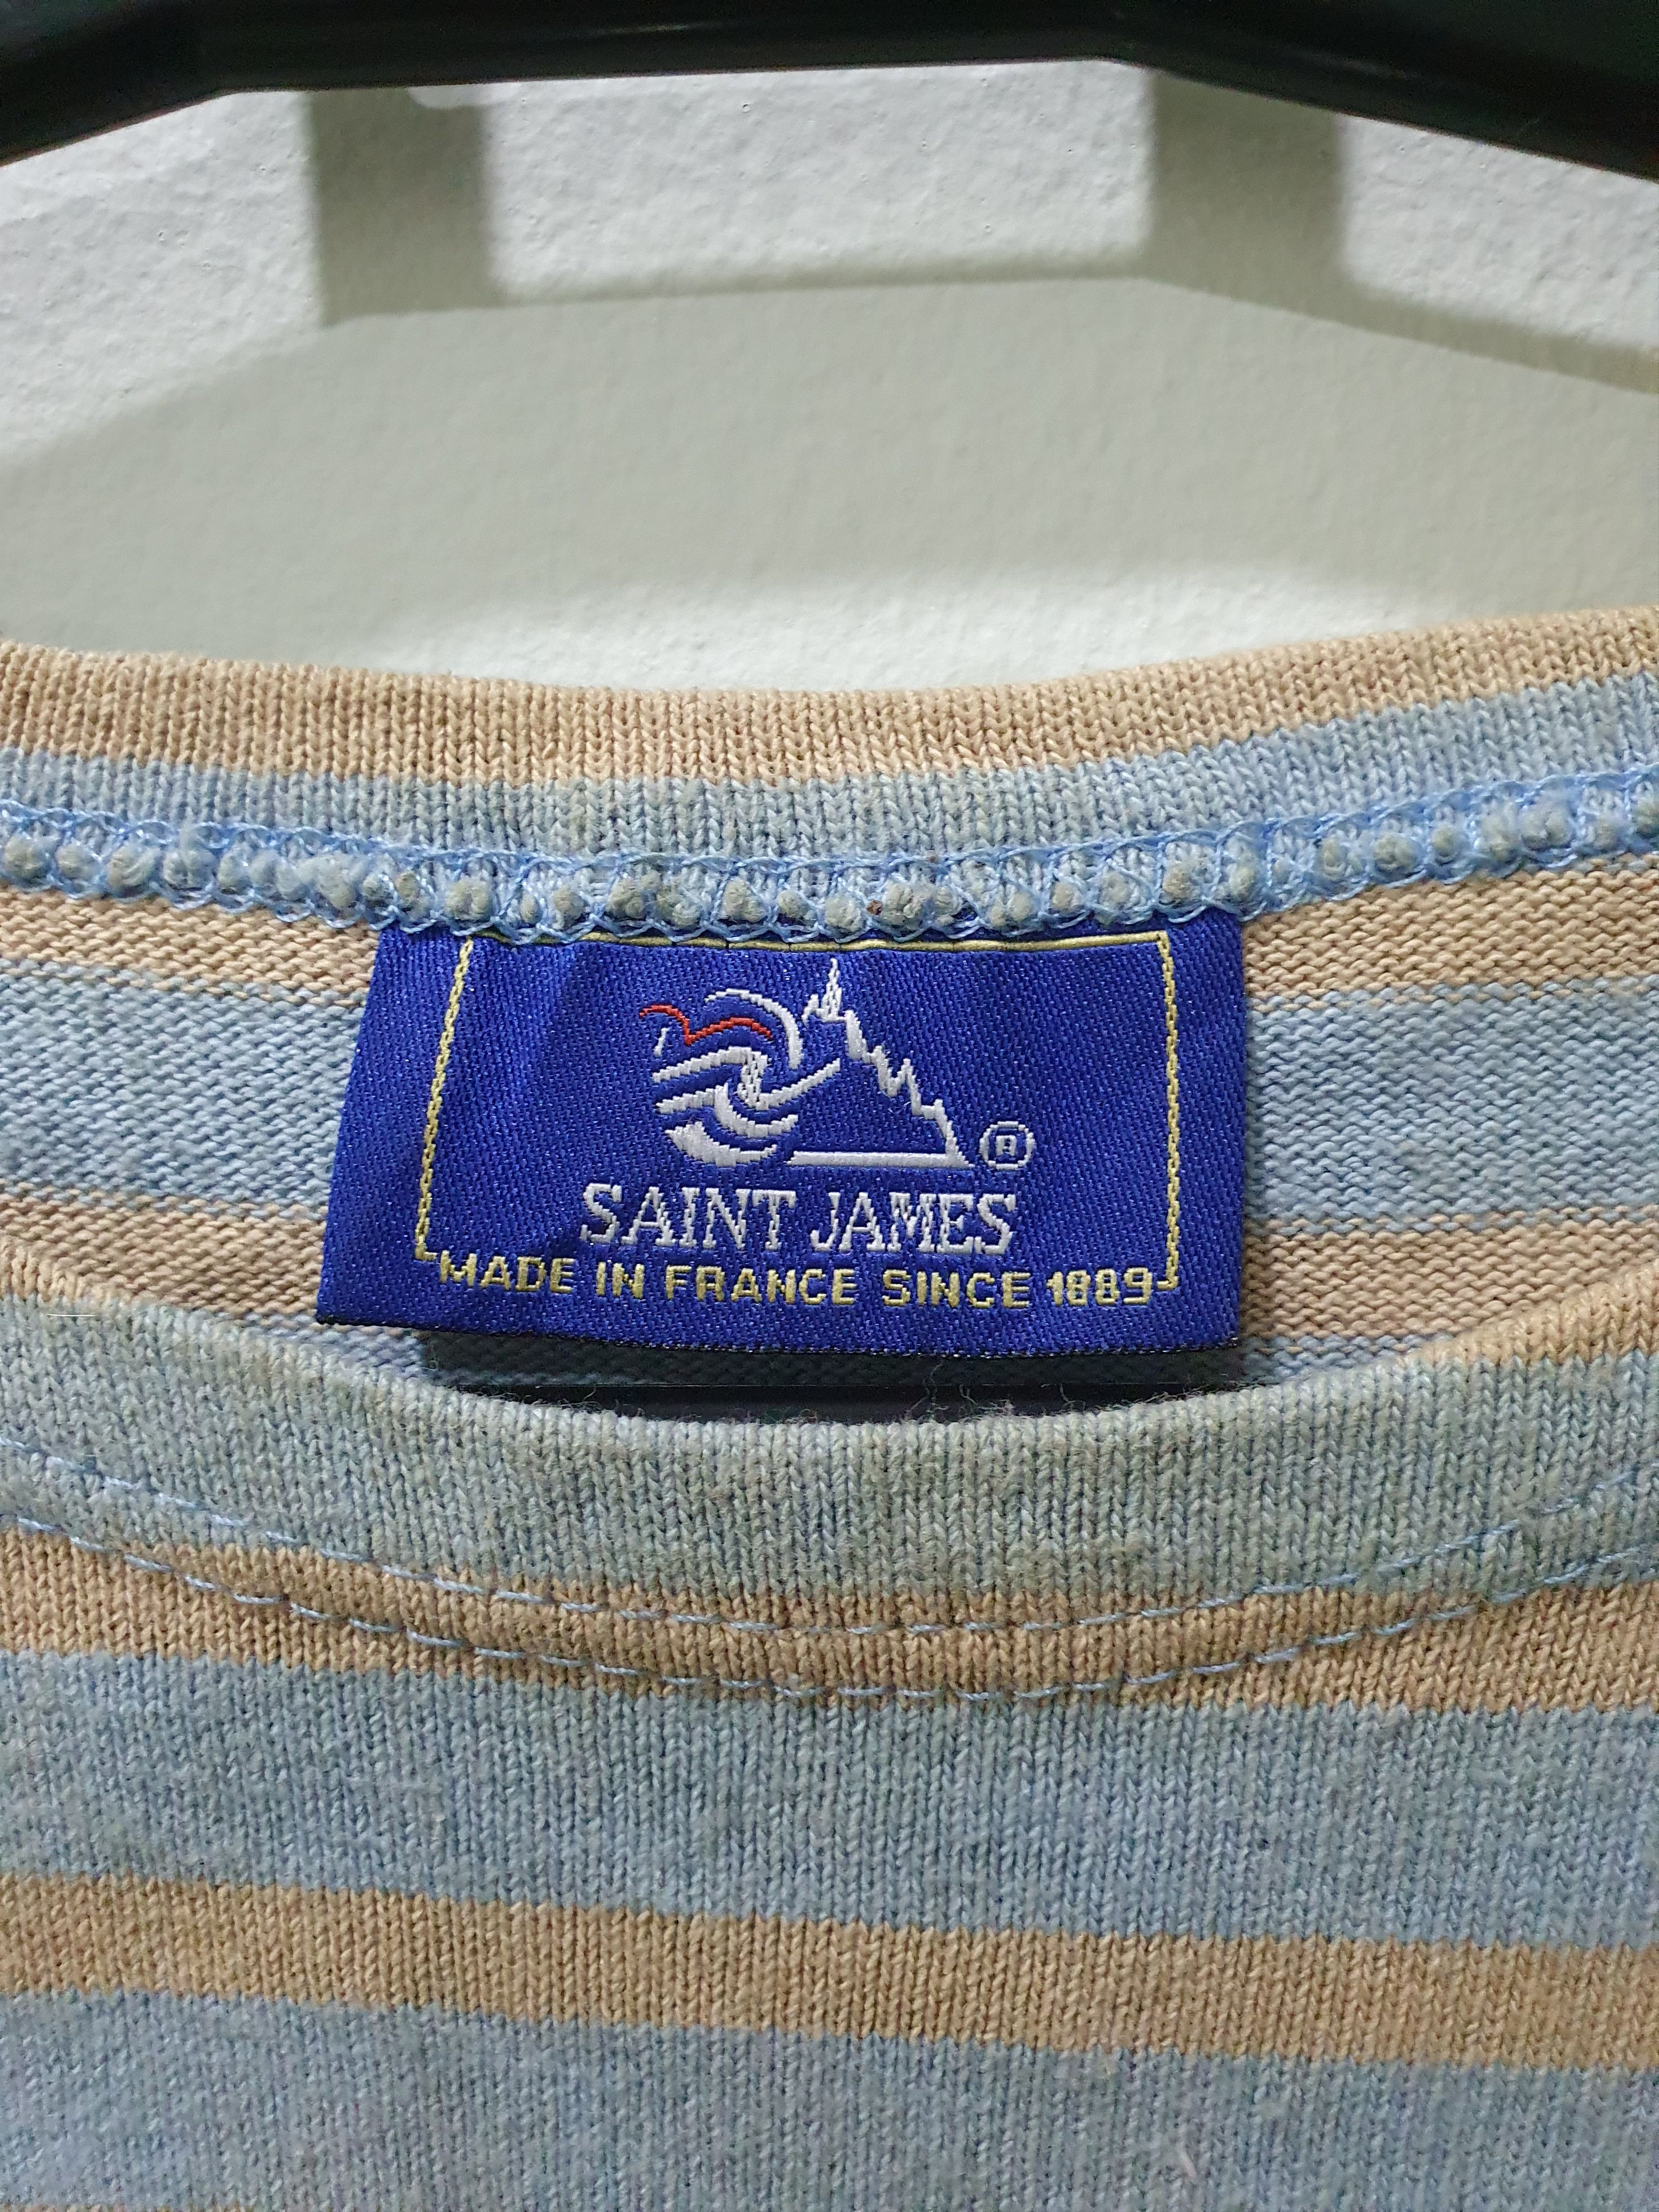 ®
SAINT JAMES
MADE IN FRANCE SINCE 1889